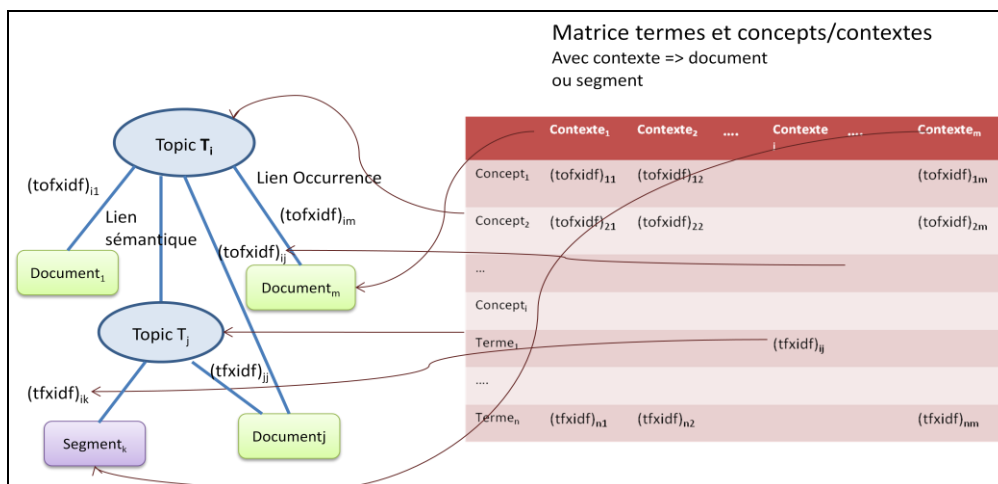 Matrice termes et concepts/contextes
Avec contexte => document
ou segment
Topic Tᵢ
(tofxidf)ᵢ₁
Lien Occurrence
(tofxidf)ᵢₘ
Lien
sémantique
(tofxidf)ᵢⱼ
Document₁
Documentₘ
Topic Tⱼ
(tfxidf)ⱼⱼ
(tfxidf)ᵢₖ
Segmentₖ
Documentj
Contexte₁ Contexte₂ .... Contexte .... Contexteₘ
i
Concept₁ (tofxidf)₁₁ (tofxidf)₁₂ (tofxidf)₁ₘ
Concept₂ (tofxidf)₂₁ (tofxidf)₂₂ (tofxidf)₂ₘ
...
Conceptᵢ
Terme₁ (tfxidf)ᵢⱼ
....
Termeₙ (tfxidf)ₙ₁ (tfxidf)ₙ₂ (tfxidf)ₙₘ